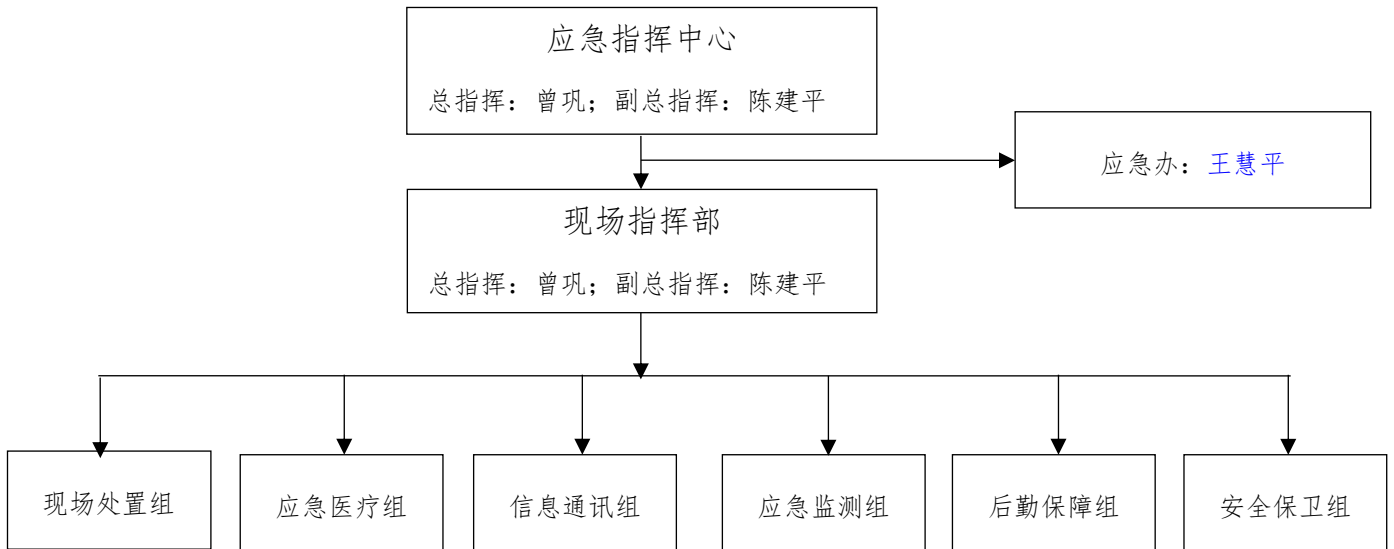 应急指挥中心
总指挥：曾巩；副总指挥：陈建平
应急办：王慧平
现场指挥部
总指挥：曾巩；副总指挥：陈建平
现场处置组
应急医疗组
信息通讯组
应急监测组
后勤保障组
安全保卫组